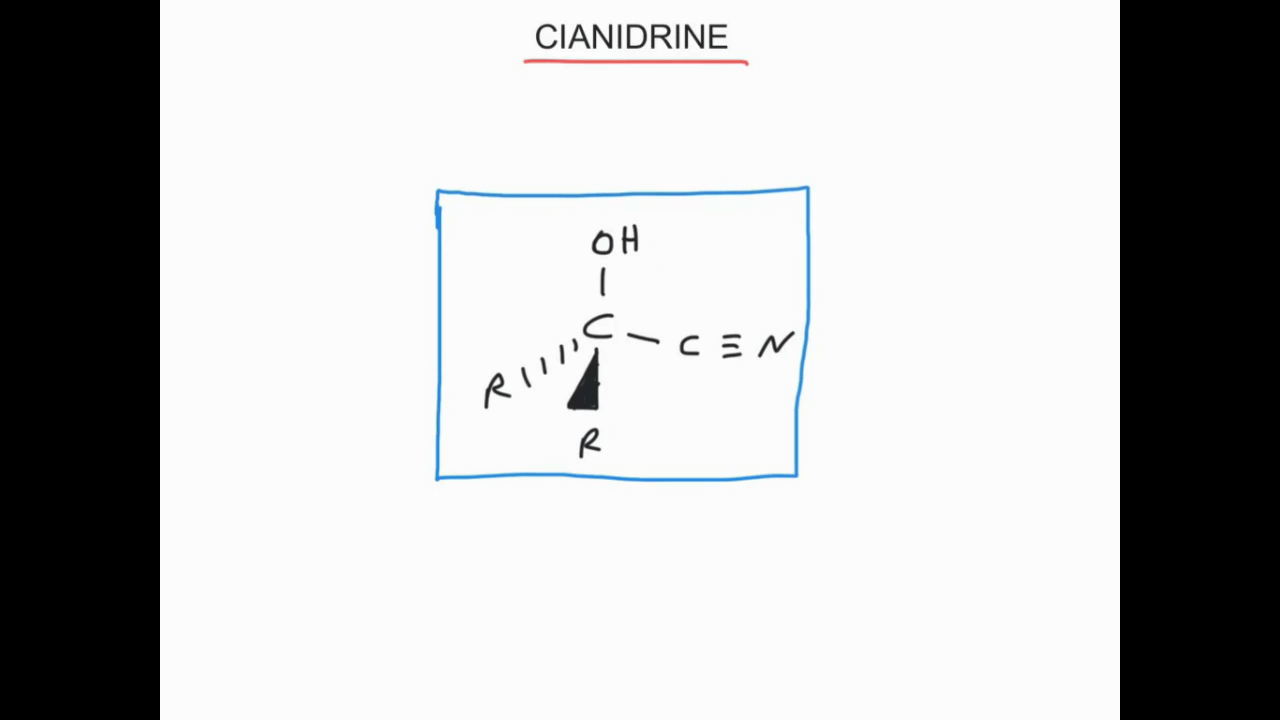 CIANIDRINE
OH
C - C ≡ N
R
R